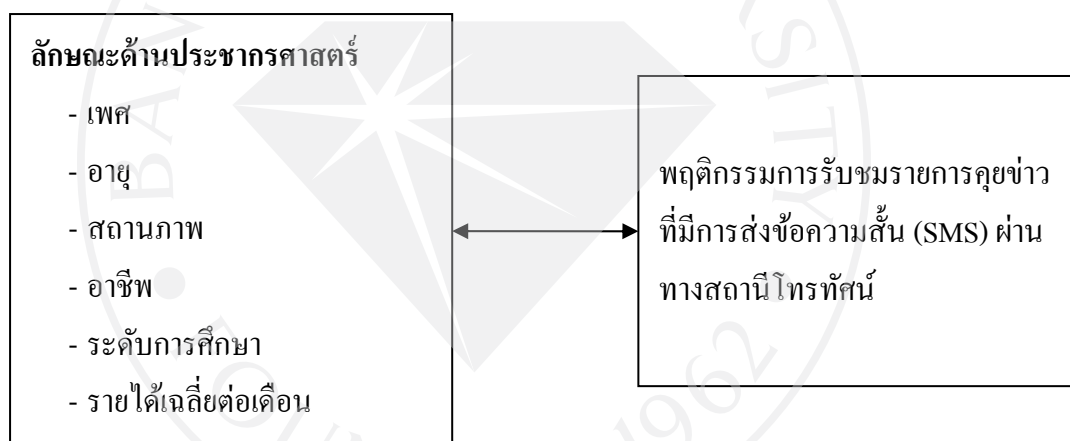 ลักษณะด้านประชากรศาสตร์
- เพศ
- อายุ
- สถานภาพ
- อาชีพ
- ระดับการศึกษา
- รายได้เฉลี่ยต่อเดือน
พฤติกรรมการรับชมรายการคุยข่าว
ที่มีการส่งข้อความสั้น (SMS) ผ่าน
ทางสถานีโทรทัศน์
1962